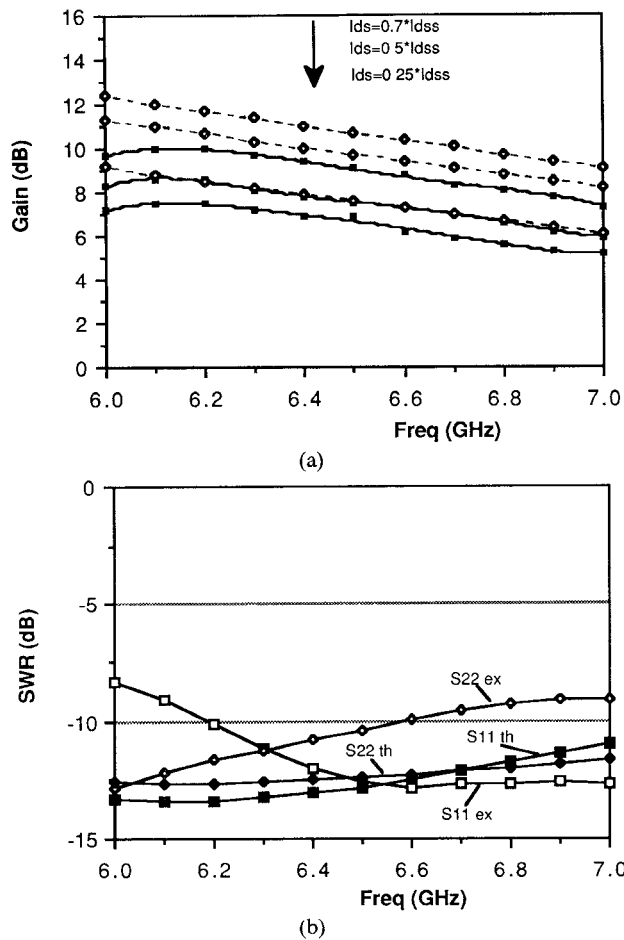 16
14
12
10
8
6
4
2
0
Gain (dB)
Ids=0.7*Idss
Ids=0 5*Idss
Ids=0 25*Idss
6.0 6.2 6.4 6.6 6.8 7.0
Freq (GHz)
(a)
0
-5
-10
-15
SWR (dB)
S22 ex
S22 th
S11 th
S11 ex
6.0 6.2 6.4 6.6 6.8 7.0
Freq (GHz)
(b)